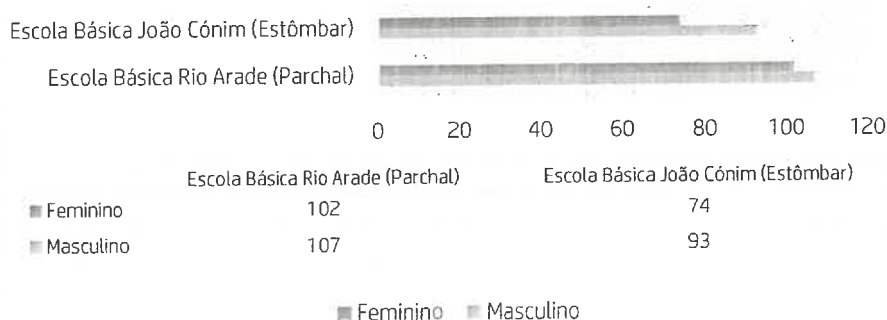 Escola Básica João Cónim (Estômbar)
Escola Básica Rio Arade (Parchal)
0 20 40 60 80 100 120
Escola Básica Rio Arade (Parchal) Escola Básica João Cónim (Estômbar)
Feminino 102 74
Masculino 107 93
Feminino Masculino